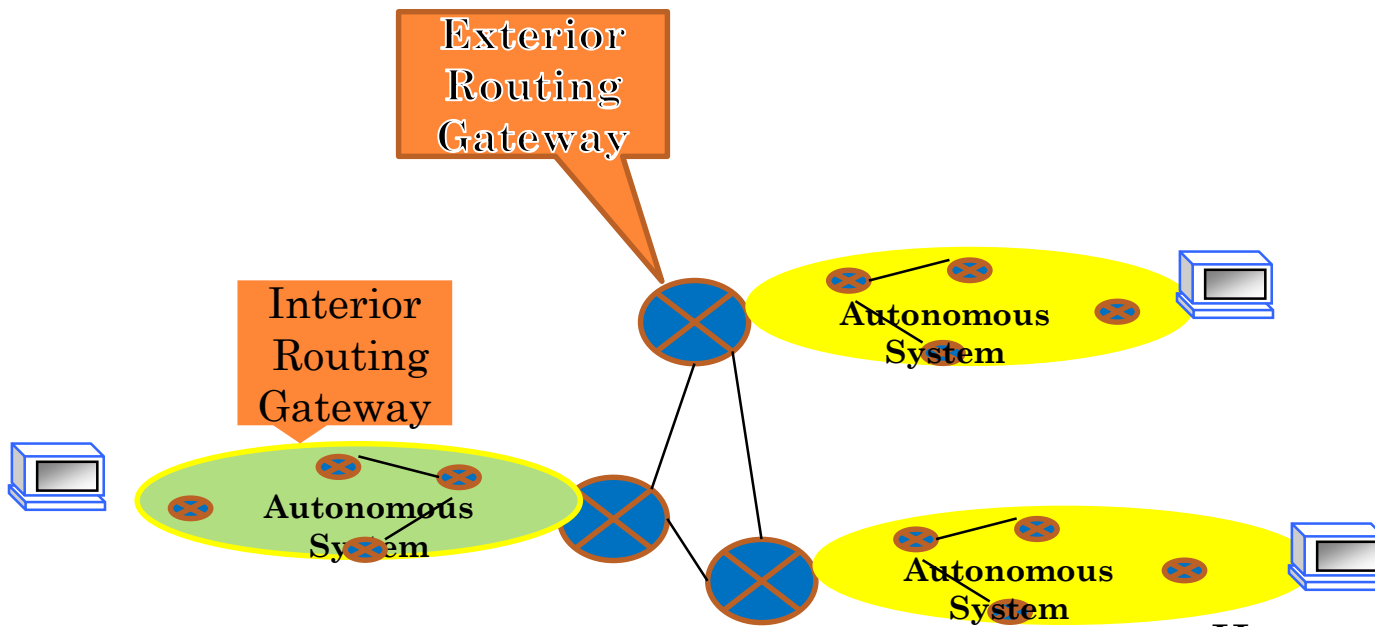 Exterior
Routing
Gateway
Interior
Routing
Gateway
Autonomous
System
Autonomous
System
Autonomous
System